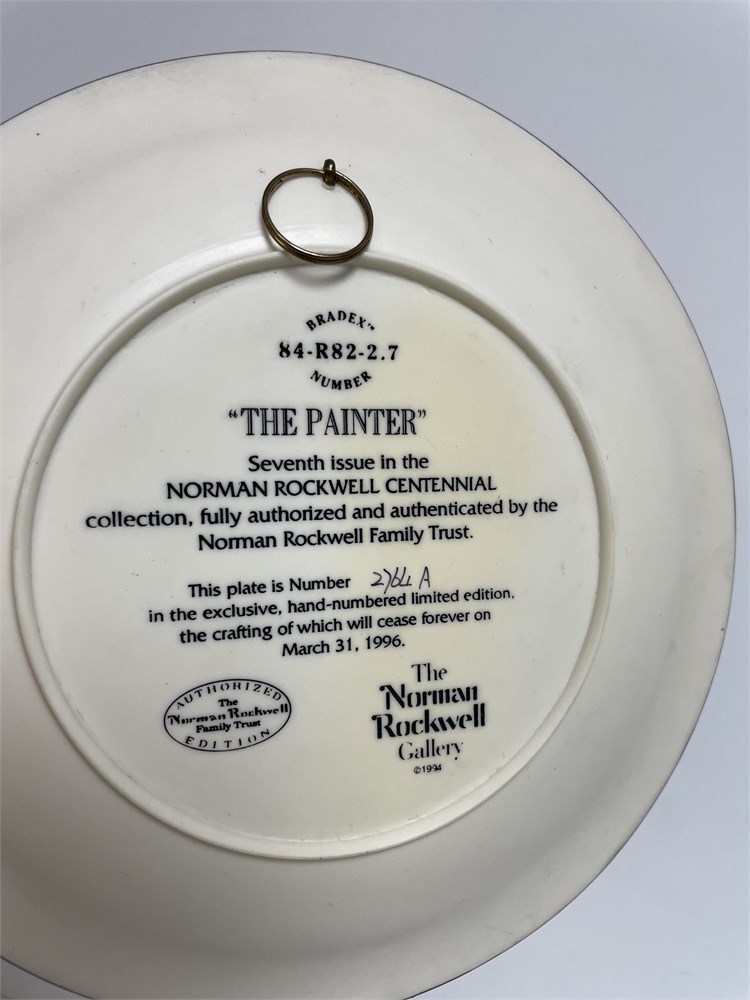 BRADEX™
84-R82-2.7
NUMBER
“THE PAINTER”
Seventh issue in the
NORMAN ROCKWELL CENTENNIAL
collection, fully authorized and authenticated by the
Norman Rockwell Family Trust.
This plate is Number A
in the exclusive, hand-numbered limited edition,
the crafting of which will cease forever on
March 31, 1996.
AUTHORIZED
The
Norman Rockwell
Family Trust
EDITION
The
Norman
Rockwell
Gallery
©1994